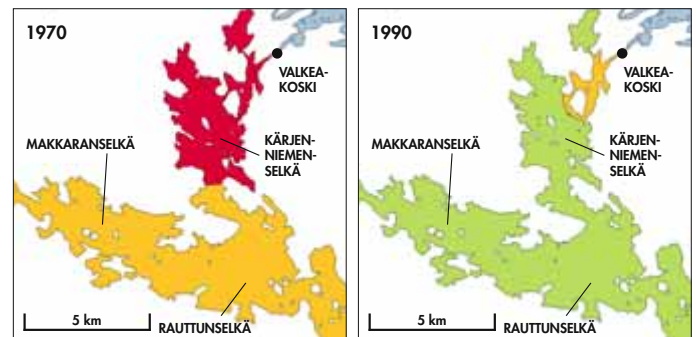 1970
VALKEA-
KOSKI
MAKKARANSELKÄ
KÄRJEN-
NIEMEN-
SELKÄ
5 km
RAUTTUNSELKÄ
1990
VALKEA-
KOSKI
MAKKARANSELKÄ
KÄRJEN-
NIEMEN-
SELKÄ
5 km
RAUTTUNSELKÄ